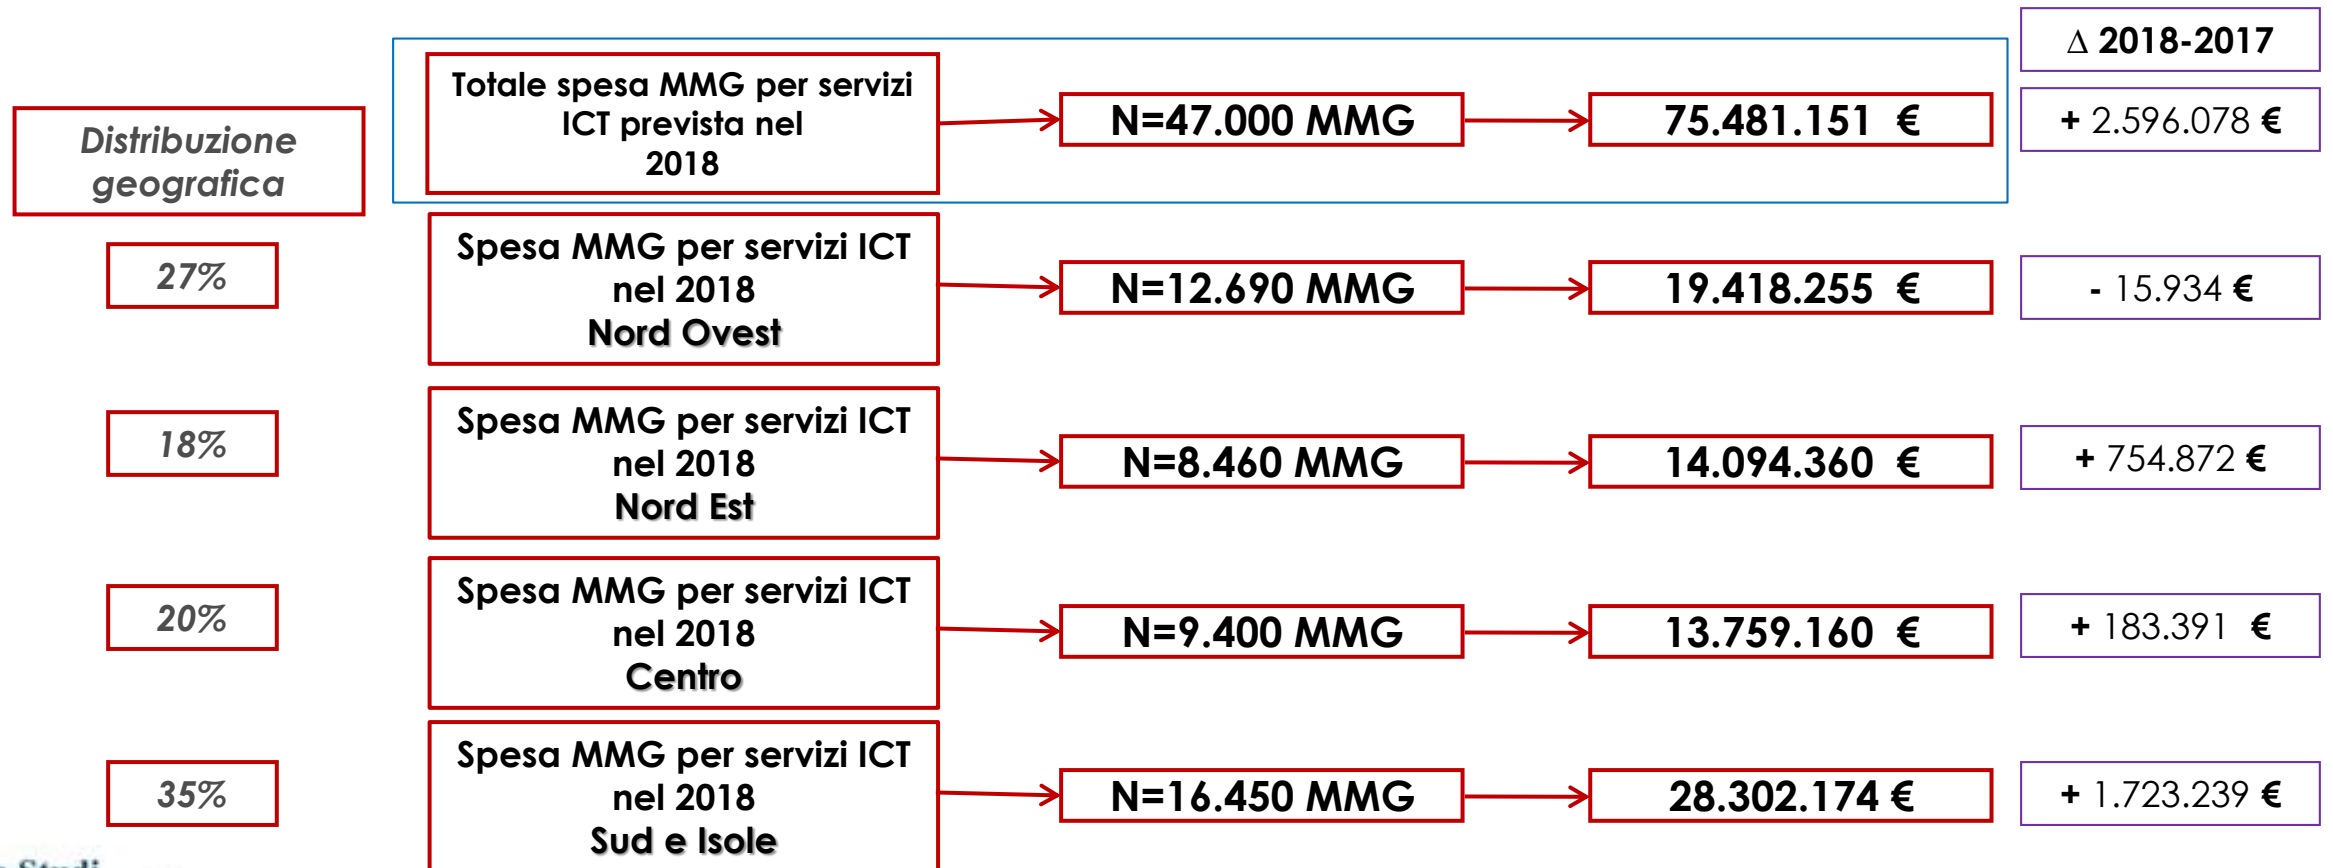 ∆ 2018-2017
Totale spesa MMG per servizi
ICT prevista nel
2018
N=47.000 MMG
75.481.151 €
+ 2.596.078 €
Distribuzione
geografica
27%
Spesa MMG per servizi ICT
nel 2018
Nord Ovest
N=12.690 MMG
19.418.255 €
- 15.934 €
18%
Spesa MMG per servizi ICT
nel 2018
Nord Est
N=8.460 MMG
14.094.360 €
+ 754.872 €
20%
Spesa MMG per servizi ICT
nel 2018
Centro
N=9.400 MMG
13.759.160 €
+ 183.391 €
35%
Spesa MMG per servizi ICT
nel 2018
Sud e Isole
N=16.450 MMG
28.302.174 €
+ 1.723.239 €